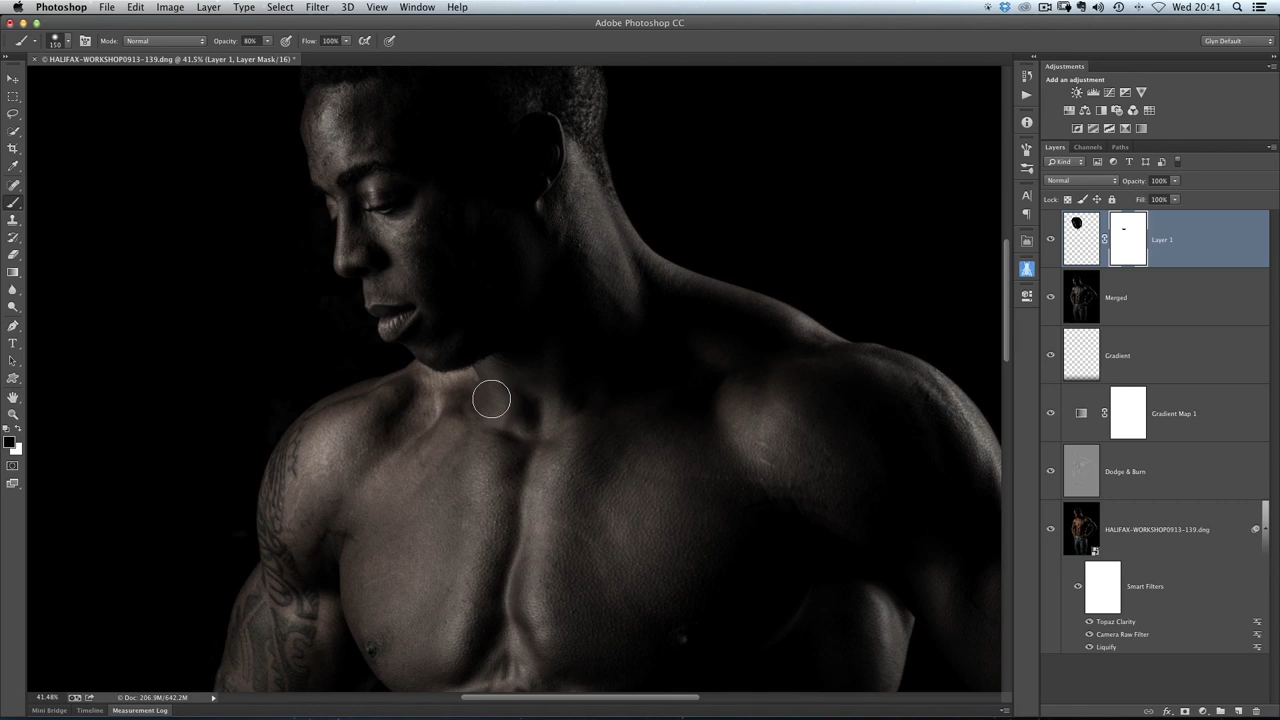 Photoshop File Edit Image Layer Type Select Filter 3D View Window Help
4 Wed 20:41
Adobe Photoshop CC
150 Mode: Normal Opacity: 80% Flow: 100% Glyn Default
© HALIFAX-WORKSHOP0913-139.dng @ 41.5% (Layer 1, Layer Mask/16) *
Adjustments
Add an adjustment
Layers Channels Paths
Kind
Normal Opacity: 100%
Lock: Fill: 100%
Layer 1
Merged
Gradient
Gradient Map 1
Dodge & Burn
HALIFAX-WORKSHOP0913-139.dng
Smart Filters
Topaz Clarity
Camera Raw Filter
Liquify
41.48% © Doc: 206.9M/642.2M
Mini Bridge Timeline Measurement Log